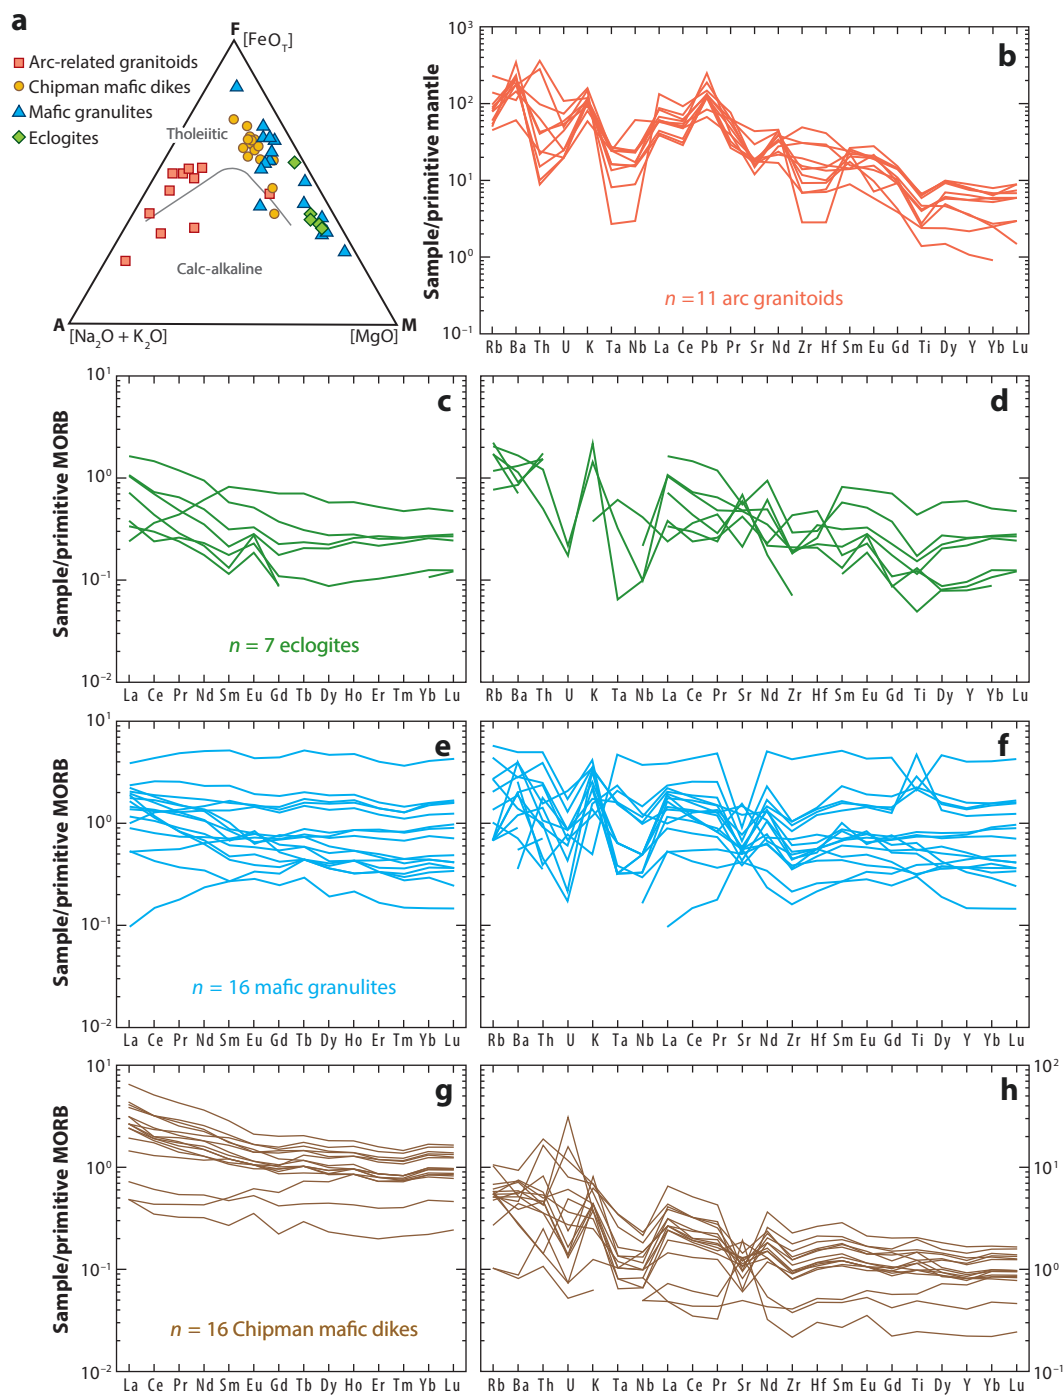 a
F
[FeO_T]
Arc-related granitoids
Chipman mafic dikes
Mafic granulites
Eclogites
Tholeiitic
Calc-alkaline
A
M
[Na2O + K2O]
[MgO]
b
Sample/primitive mantle
10^3
10^2
10^1
10^0
10^-1
n = 11 arc granitoids
Rb Ba Th U K Ta Nb La Ce Pb Pr Sr Nd Zr Hf Sm Eu Gd Ti Dy Y Yb Lu
c
Sample/primitive MORB
10^1
10^0
10^-1
10^-2
n = 7 eclogites
La Ce Pr Nd Sm Eu Gd Tb Dy Ho Er Tm Yb Lu
d
Rb Ba Th U K Ta Nb La Ce Pr Sr Nd Zr Hf Sm Eu Gd Ti Dy Y Yb Lu
e
Sample/primitive MORB
10^1
10^0
10^-1
10^-2
n = 16 mafic granulites
La Ce Pr Nd Sm Eu Gd Tb Dy Ho Er Tm Yb Lu
f
Rb Ba Th U K Ta Nb La Ce Pr Sr Nd Zr Hf Sm Eu Gd Ti Dy Y Yb Lu
g
Sample/primitive MORB
10^1
10^0
10^-1
10^-2
n = 16 Chipman mafic dikes
La Ce Pr Nd Sm Eu Gd Tb Dy Ho Er Tm Yb Lu
h
10^2
10^1
10^0
10^-1
Rb Ba Th U K Ta Nb La Ce Pr Sr Nd Zr Hf Sm Eu Gd Ti Dy Y Yb Lu